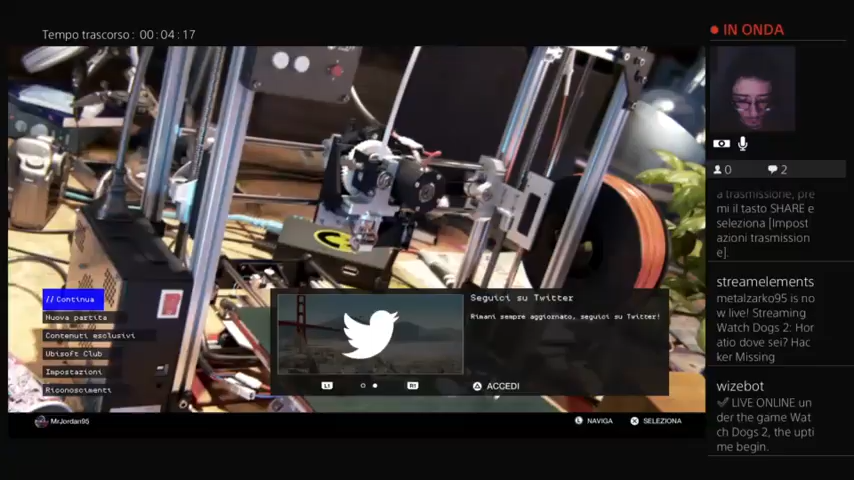 Tempo trascorso: 00:04:17
IN ONDA
0
2
a trasmissione, pre
mi il tasto SHARE e
seleziona [Impost
azioni trasmission
e].
streamelements
metalzarko95 is no
w live! Streaming
Watch Dogs 2: Hor
atio dove sei? Hac
ker Missing
wizebot
✔ LIVE ONLINE un
der the game Wat
ch Dogs 2, the upti
me begin.
// Continua
Nuova partita
Contenuti esclusivi
Ubisoft Club
Impostazioni
Riconoscimenti
Seguici su Twitter
Rimani sempre aggiornato, seguici su Twitter!
L1
R1
ACCEDI
MrJordan95
L NAVIGA
SELEZIONA